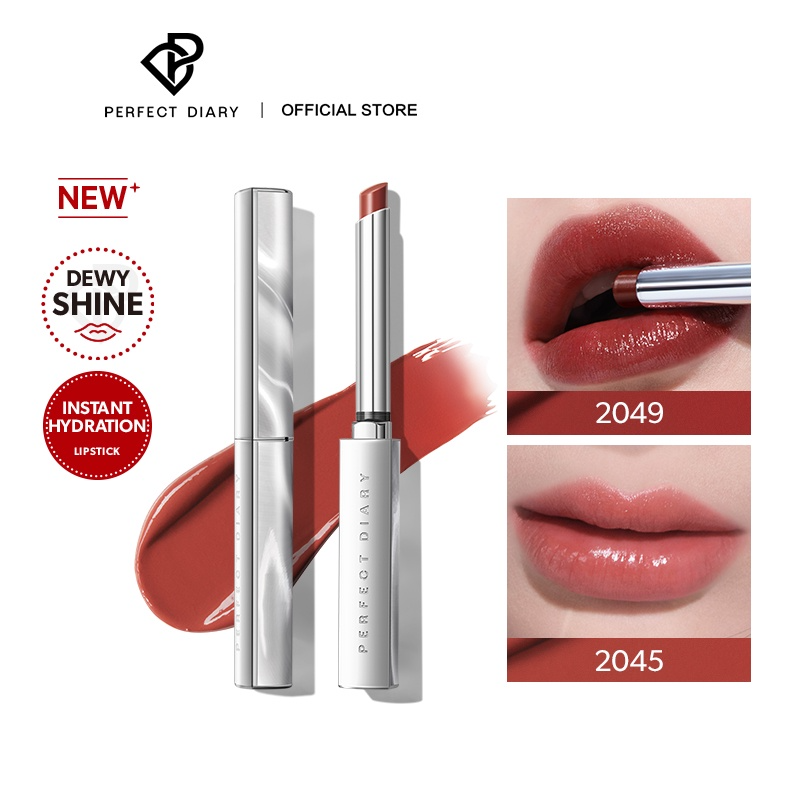 PERFECT DIARY | OFFICIAL STORE
NEW+
DEWY
SHINE
INSTANT
HYDRATION
LIPSTICK
PERFECT DIARY
PERFECT DIARY
2049
2045